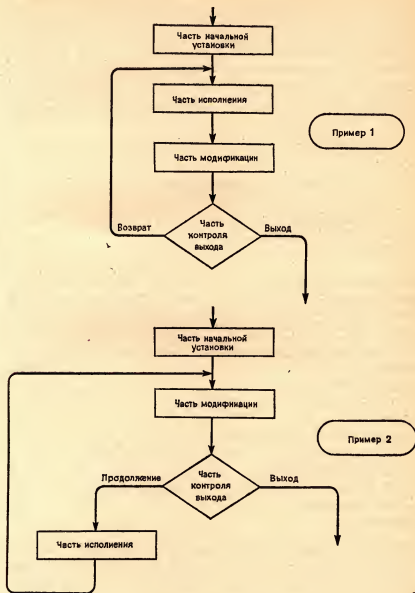 Часть начальной
установки
Часть исполнения
Пример 1
Часть модификации
Возврат
Часть
контроля
выхода
Выход
Часть начальной
установки
Часть модификации
Пример 2
Продолжение
Часть
контроля
выхода
Выход
Часть исполнения